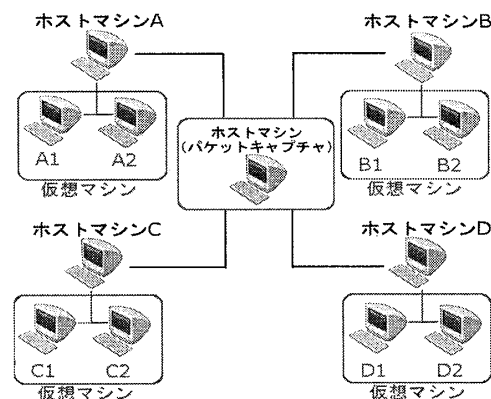 ホストマシンA
ホストマシンB
A1 A2
仮想マシン
ホストマシン
(パケットキャプチャ)
B1 B2
仮想マシン
ホストマシンC
ホストマシンD
C1 C2
仮想マシン
D1 D2
仮想マシン